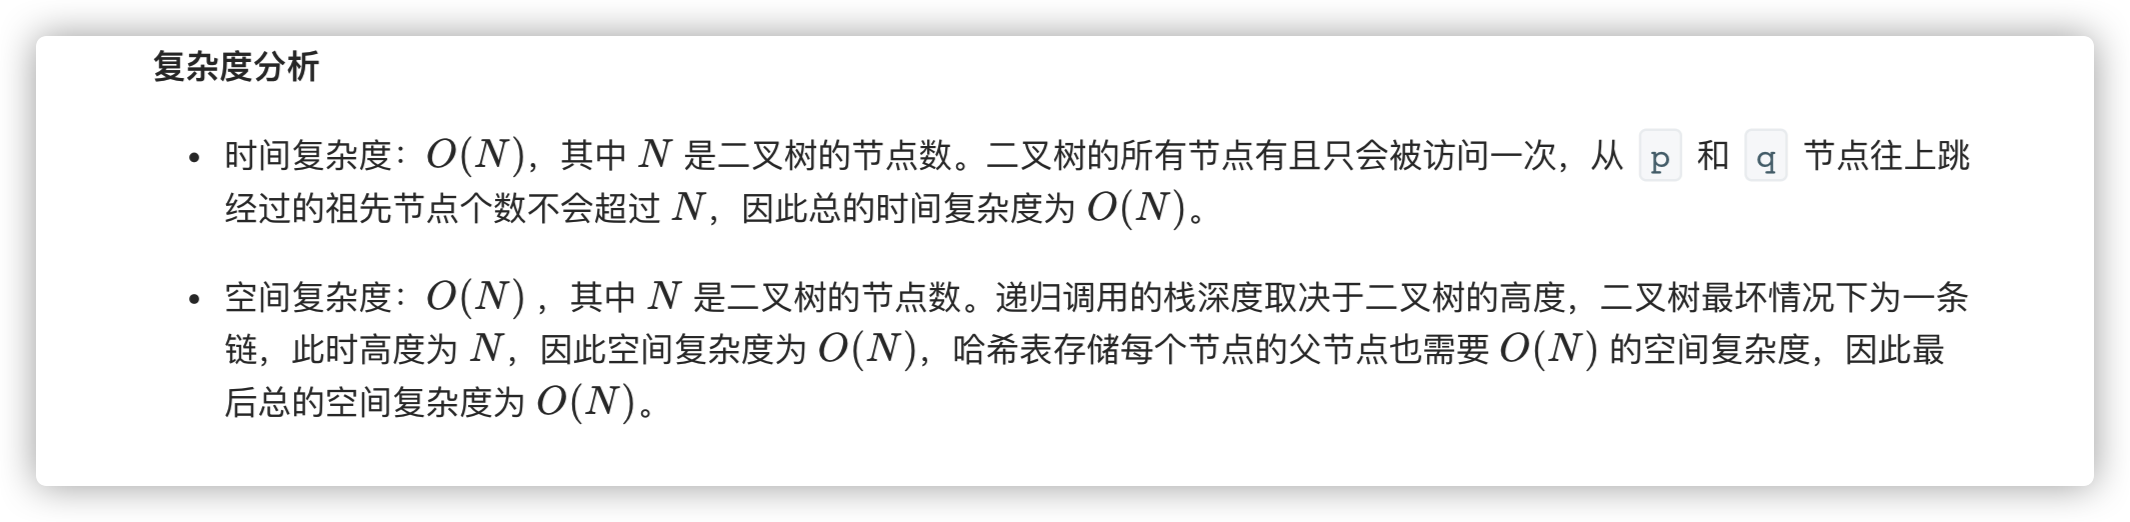 复杂度分析
• 时间复杂度：O(N)，其中 N 是二叉树的节点数。二叉树的所有节点有且只会被访问一次，从 p 和 q 节点往上跳
经过的祖先节点个数不会超过 N，因此总的时间复杂度为 O(N)。
• 空间复杂度：O(N) ，其中 N 是二叉树的节点数。递归调用的栈深度取决于二叉树的高度，二叉树最坏情况下为一条
链，此时高度为 N，因此空间复杂度为 O(N)，哈希表存储每个节点的父节点也需要 O(N) 的空间复杂度，因此最
后总的空间复杂度为 O(N)。